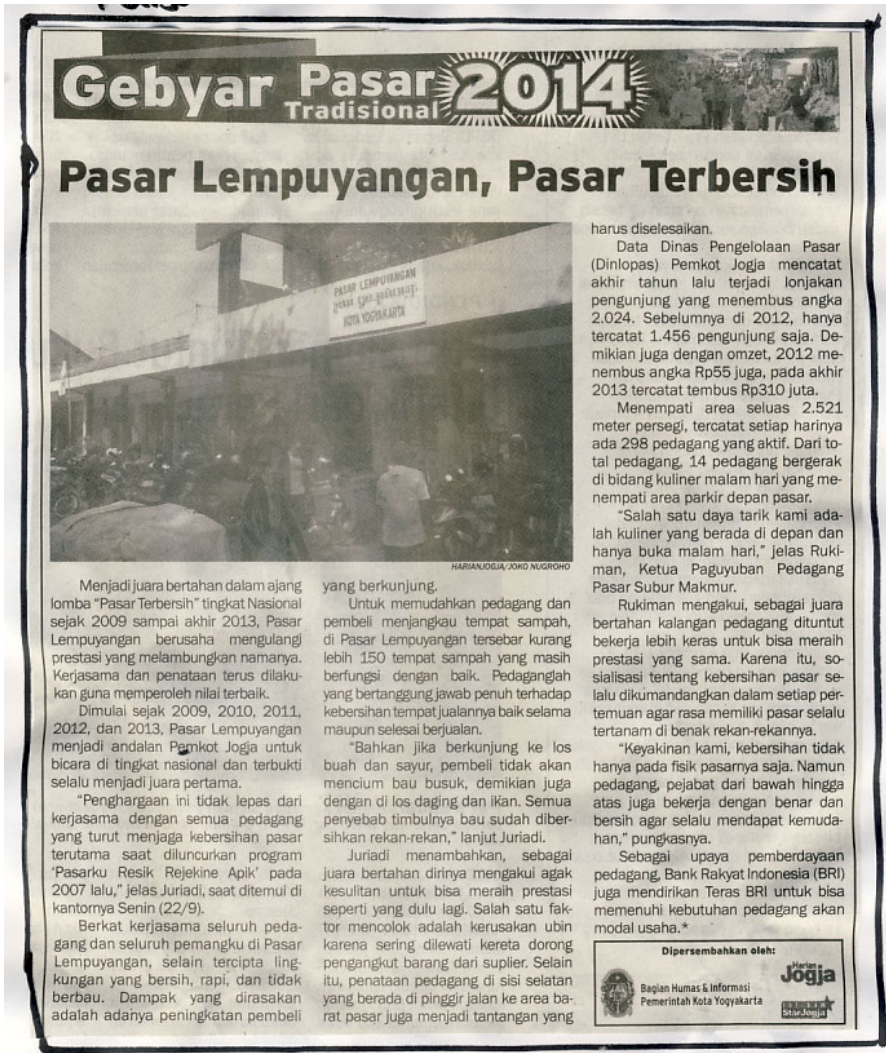 Gebyar Pasar
Tradisional
2014
Pasar Lempuyangan, Pasar Terbersih
PASAR LEMPUYANGAN
KOTA YOGYAKARTA
HARIANJOGJA/JOKO NUGROHO
Menjadi juara bertahan dalam ajang
lomba “Pasar Terbersih” tingkat Nasional
sejak 2009 sampai akhir 2013, Pasar
Lempuyangan berusaha mengulangi
prestasi yang melambungkan namanya.
Kerjasama dan penataan terus dilaku-
kan guna memperoleh nilai terbaik.
Dimulai sejak 2009, 2010, 2011,
2012, dan 2013, Pasar Lempuyangan
menjadi andalan Pemkot Jogja untuk
bicara di tingkat nasional dan terbukti
selalu menjadi juara pertama.
“Penghargaan ini tidak lepas dari
kerjasama dengan semua pedagang
yang turut menjaga kebersihan pasar
terutama saat diluncurkan program
‘Pasarku Resik Rejekine Apik’ pada
2007 lalu,” jelas Juriadi, saat ditemui di
kantornya Senin (22/9).
Berkat kerjasama seluruh peda-
gang dan seluruh pemangku di Pasar
Lempuyangan, selain tercipta ling-
kungan yang bersih, rapi, dan tidak
berbau. Dampak yang dirasakan
adalah adanya peningkatan pembeli
yang berkunjung.
Untuk memudahkan pedagang dan
pembeli menjangkau tempat sampah,
di Pasar Lempuyangan tersebar kurang
lebih 150 tempat sampah yang masih
berfungsi dengan baik. Pedaganglah
yang bertanggung jawab penuh terhadap
kebersihan tempat jualannya baik selama
maupun selesai berjualan.
“Bahkan jika berkunjung ke los
buah dan sayur, pembeli tidak akan
mencium bau busuk, demikian juga
dengan di los daging dan ikan. Semua
penyebab timbulnya bau sudah diber-
sihkan rekan-rekan,” lanjut Juriadi.
Juriadi menambahkan, sebagai
juara bertahan dirinya mengakui agak
kesulitan untuk bisa meraih prestasi
seperti yang dulu lagi. Salah satu fak-
tor mencolok adalah kerusakan ubin
karena sering dilewati kereta dorong
pengangkut barang dari suplier. Selain
itu, penataan pedagang di sisi selatan
yang berada di pinggir jalan ke area ba-
rat pasar juga menjadi tantangan yang
harus diselesaikan.
Data Dinas Pengelolaan Pasar
(Dinlopas) Pemkot Jogja mencatat
akhir tahun lalu terjadi lonjakan
pengunjung yang menembus angka
2.024. Sebelumnya di 2012, hanya
tercatat 1.456 pengunjung saja. De-
mikian juga dengan omzet, 2012 me-
nembus angka Rp55 juga, pada akhir
2013 tercatat tembus Rp310 juta.
Menempati area seluas 2.521
meter persegi, tercatat setiap harinya
ada 298 pedagang yang aktif. Dari to-
tal pedagang, 14 pedagang bergerak
di bidang kuliner malam hari yang me-
nempati area parkir depan pasar.
“Salah satu daya tarik kami ada-
lah kuliner yang berada di depan dan
hanya buka malam hari,” jelas Ruki-
man, Ketua Paguyuban Pedagang
Pasar Subur Makmur.
Rukiman mengakui, sebagai juara
bertahan kalangan pedagang dituntut
bekerja lebih keras untuk bisa meraih
prestasi yang sama. Karena itu, so-
sialisasi tentang kebersihan pasar se-
lalu dikumandangkan dalam setiap per-
temuan agar rasa memiliki pasar selalu
tertanam di benak rekan-rekannya.
“Keyakinan kami, kebersihan tidak
hanya pada fisik pasarnya saja. Namun
pedagang, pejabat dari bawah hingga
atas juga bekerja dengan benar dan
bersih agar selalu mendapat kemuda-
han,” pungkasnya.
Sebagai upaya pemberdayaan
pedagang, Bank Rakyat Indonesia (BRI)
juga mendirikan Teras BRI untuk bisa
memenuhi kebutuhan pedagang akan
modal usaha.*
Dipersembahkan oleh:
Bagian Humas & Informasi
Pemerintah Kota Yogyakarta
Harian
Jogja
StarJogja